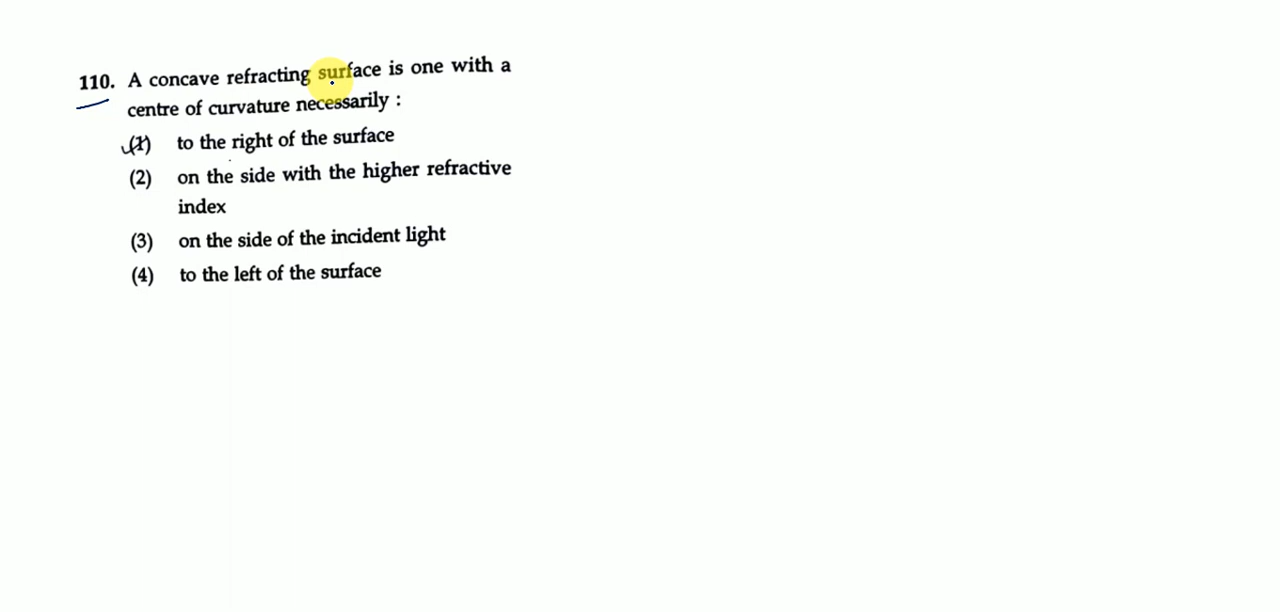 110. A concave refracting surface is one with a
centre of curvature necessarily :
(1) to the right of the surface
(2) on the side with the higher refractive
index
(3) on the side of the incident light
(4) to the left of the surface